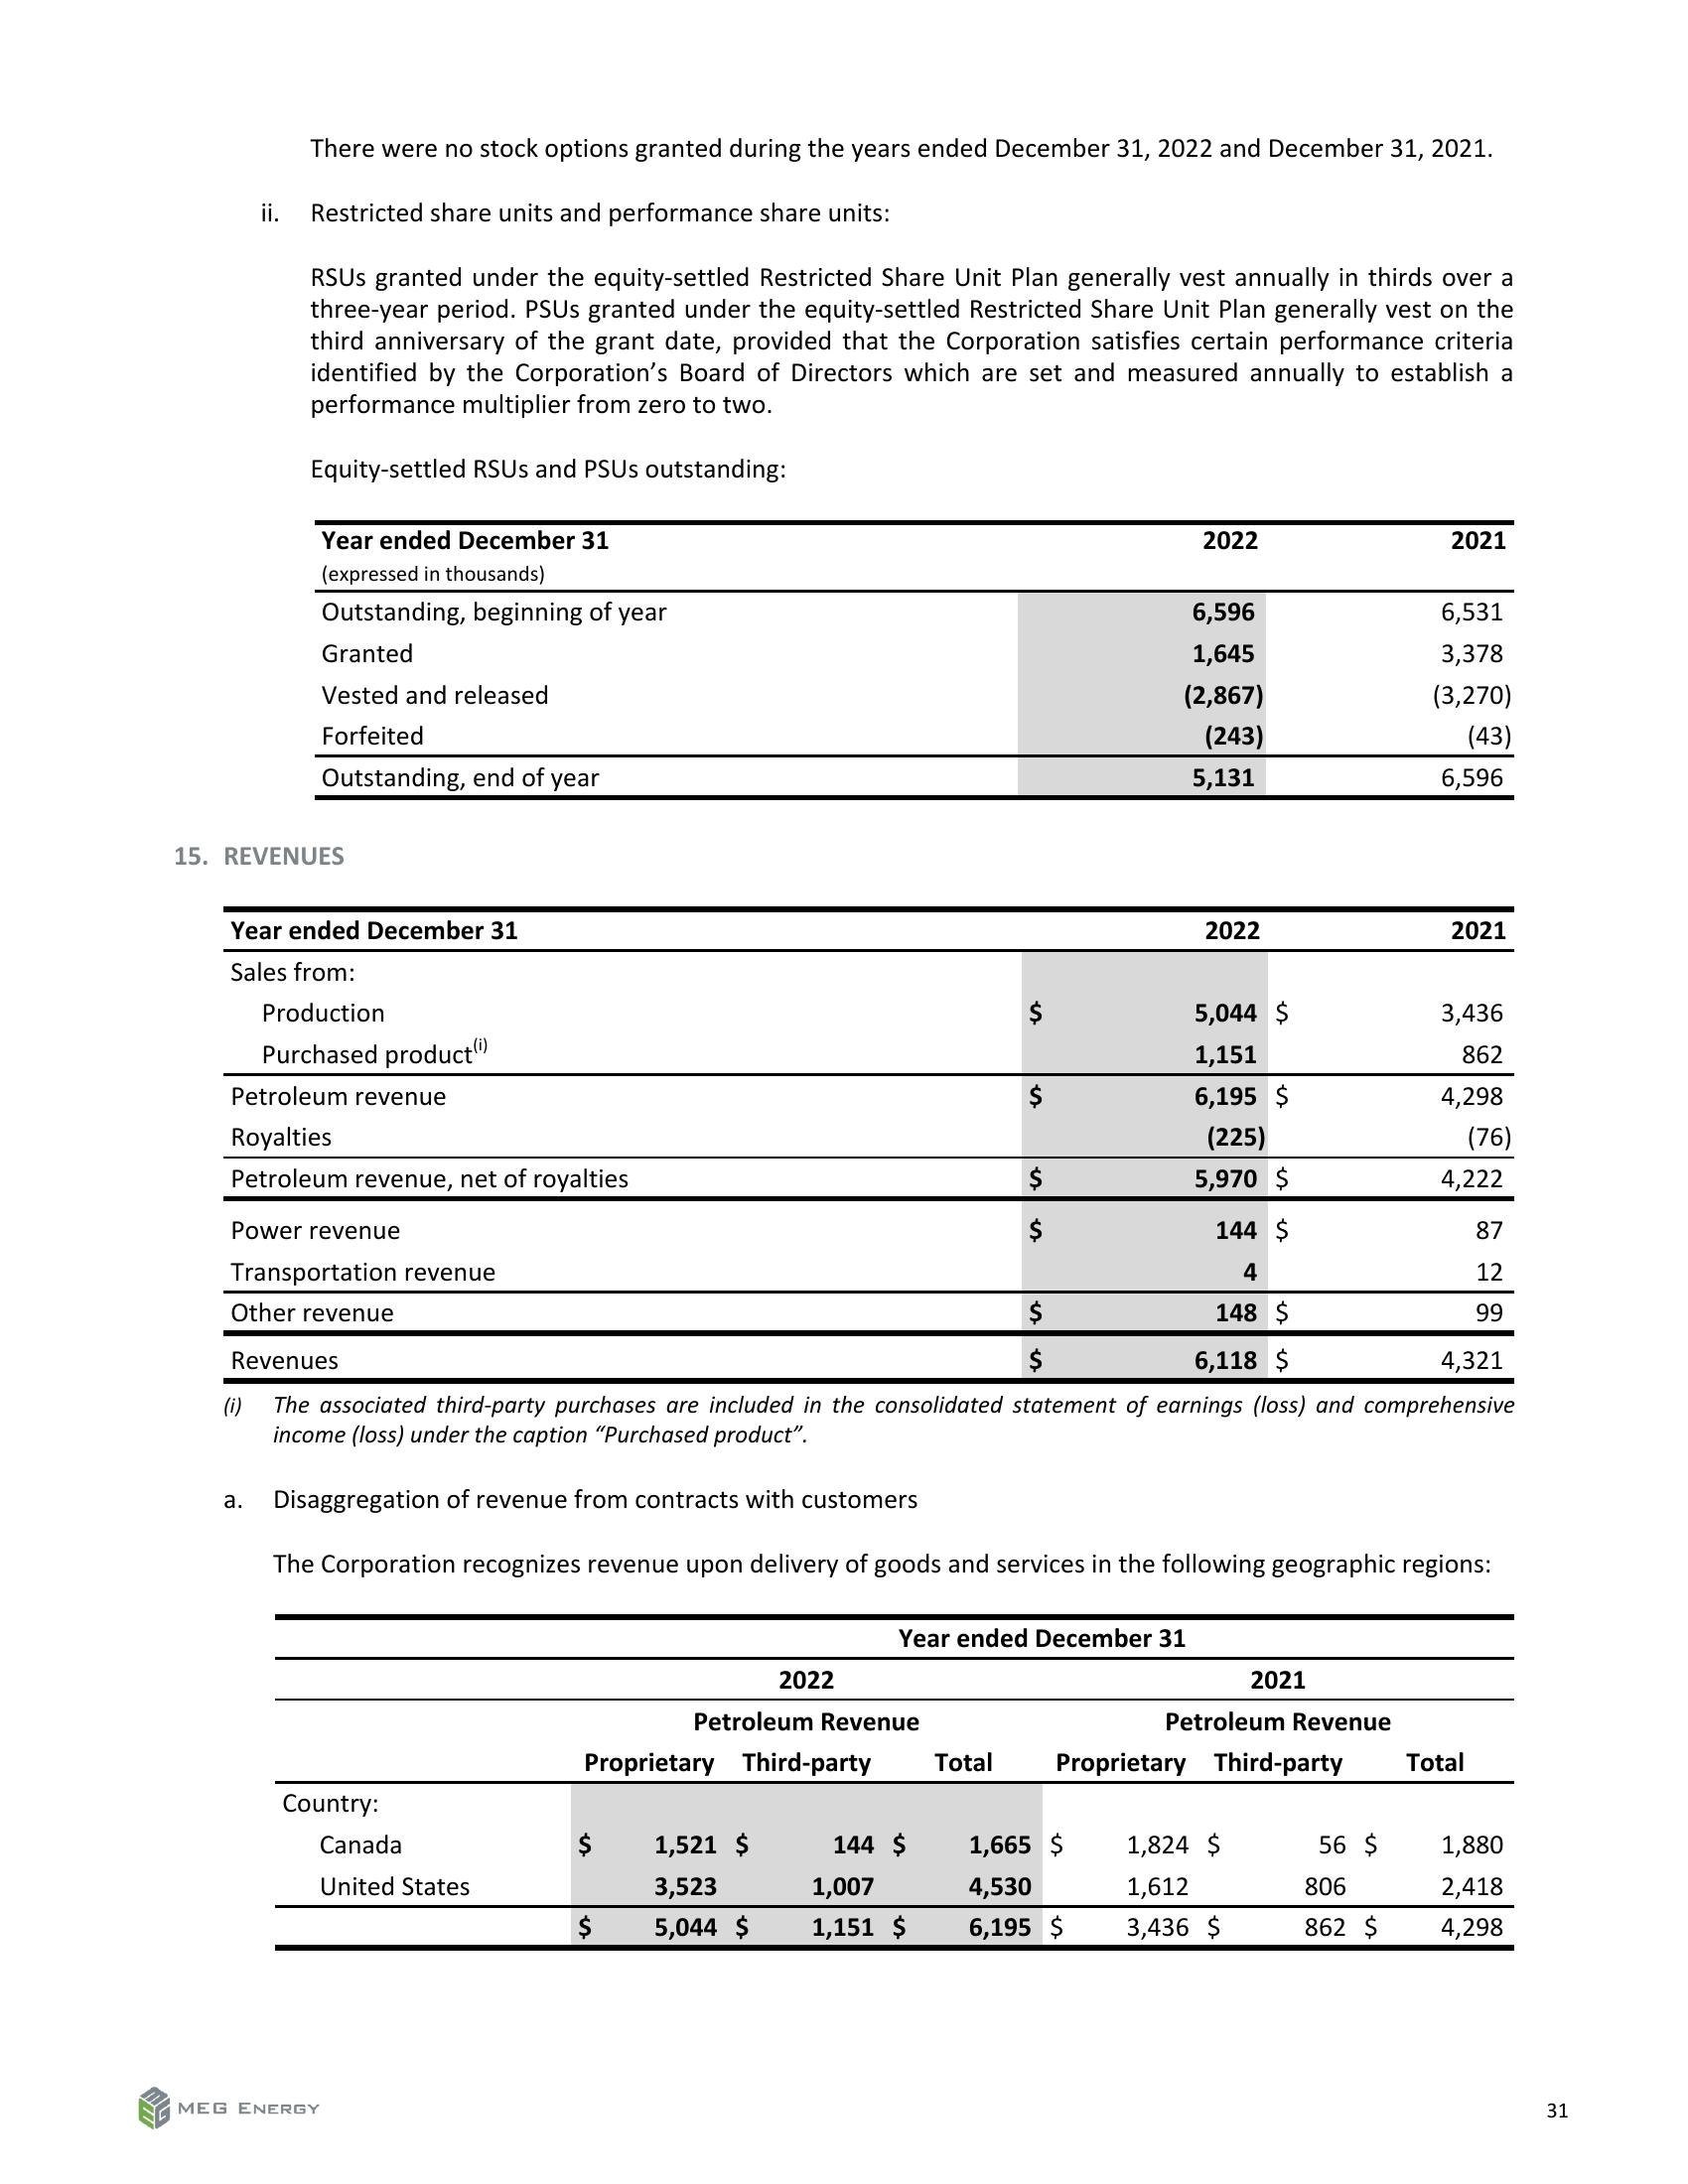 There were no stock options granted during the years ended December 31, 2022 and December 31, 2021.
ii. Restricted share units and performance share units:
RSUs granted under the equity-settled Restricted Share Unit Plan generally vest annually in thirds over a
three-year period. PSUs granted under the equity-settled Restricted Share Unit Plan generally vest on the
third anniversary of the grant date, provided that the Corporation satisfies certain performance criteria
identified by the Corporation’s Board of Directors which are set and measured annually to establish a
performance multiplier from zero to two.
Equity-settled RSUs and PSUs outstanding:
Year ended December 31 2022 2021
(expressed in thousands)
Outstanding, beginning of year 6,596 6,531
Granted 1,645 3,378
Vested and released (2,867) (3,270)
Forfeited (243) (43)
Outstanding, end of year 5,131 6,596
15. REVENUES
Year ended December 31 2022 2021
Sales from:
Production $ 5,044 $ 3,436
Purchased product(i) 1,151 862
Petroleum revenue $ 6,195 $ 4,298
Royalties (225) (76)
Petroleum revenue, net of royalties $ 5,970 $ 4,222
Power revenue $ 144 $ 87
Transportation revenue 4 12
Other revenue $ 148 $ 99
Revenues $ 6,118 $ 4,321
(i) The associated third-party purchases are included in the consolidated statement of earnings (loss) and comprehensive
income (loss) under the caption “Purchased product”.
a. Disaggregation of revenue from contracts with customers
The Corporation recognizes revenue upon delivery of goods and services in the following geographic regions:
Year ended December 31
2022 2021
Petroleum Revenue Petroleum Revenue
Proprietary Third-party Total Proprietary Third-party Total
Country:
Canada $ 1,521 $ 144 $ 1,665 $ 1,824 $ 56 $ 1,880
United States 3,523 1,007 4,530 1,612 806 2,418
$ 5,044 $ 1,151 $ 6,195 $ 3,436 $ 862 $ 4,298
MEG ENERGY 31